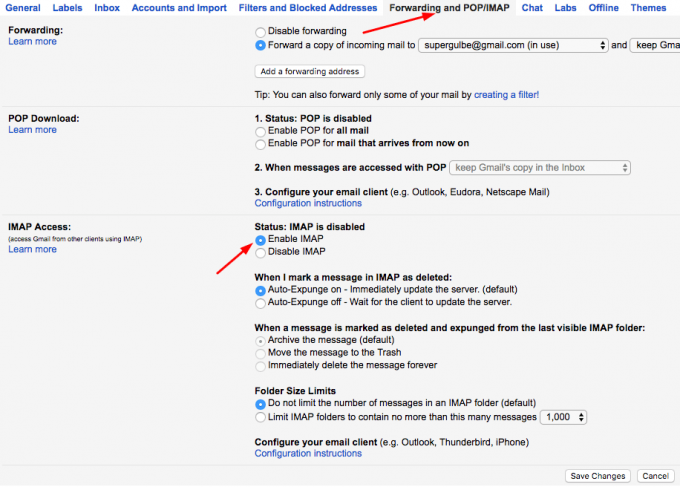 General Labels Inbox Accounts and Import Filters and Blocked Addresses Forwarding and POP/IMAP Chat Labs Offline Themes
Forwarding:
Learn more
Disable forwarding
Forward a copy of incoming mail to supergulbe@gmail.com (in use) and keep Gma
Add a forwarding address
Tip: You can also forward only some of your mail by creating a filter!
POP Download:
Learn more
1. Status: POP is disabled
Enable POP for all mail
Enable POP for mail that arrives from now on
2. When messages are accessed with POP keep Gmail's copy in the Inbox
3. Configure your email client (e.g. Outlook, Eudora, Netscape Mail)
Configuration instructions
IMAP Access:
(access Gmail from other clients using IMAP)
Learn more
Status: IMAP is disabled
Enable IMAP
Disable IMAP
When I mark a message in IMAP as deleted:
Auto-Expunge on - Immediately update the server. (default)
Auto-Expunge off - Wait for the client to update the server.
When a message is marked as deleted and expunged from the last visible IMAP folder:
Archive the message (default)
Move the message to the Trash
Immediately delete the message forever
Folder Size Limits
Do not limit the number of messages in an IMAP folder (default)
Limit IMAP folders to contain no more than this many messages 1,000
Configure your email client (e.g. Outlook, Thunderbird, iPhone)
Configuration instructions
Save Changes Cancel